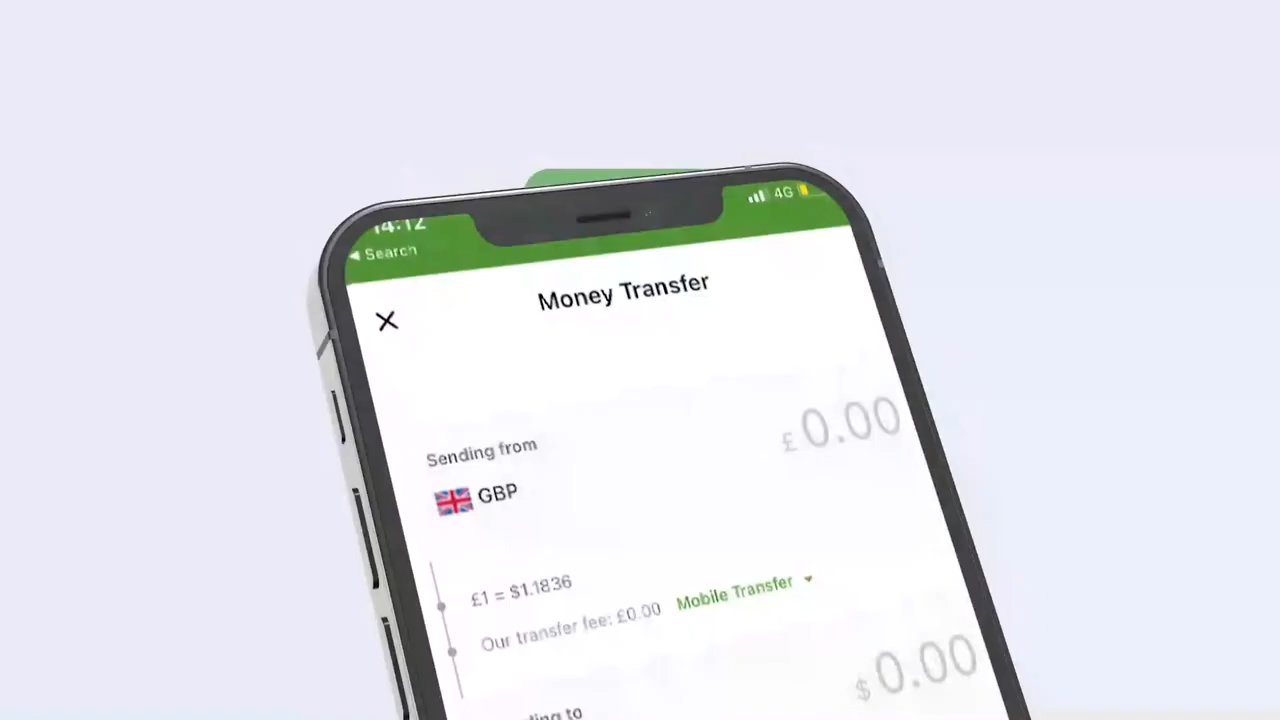 14:12
4G
Search
Money Transfer
£ 0.00
Sending from
GBP
£1 = $1.1836
Our transfer fee: £0.00 Mobile Transfer
$ 0.00
to